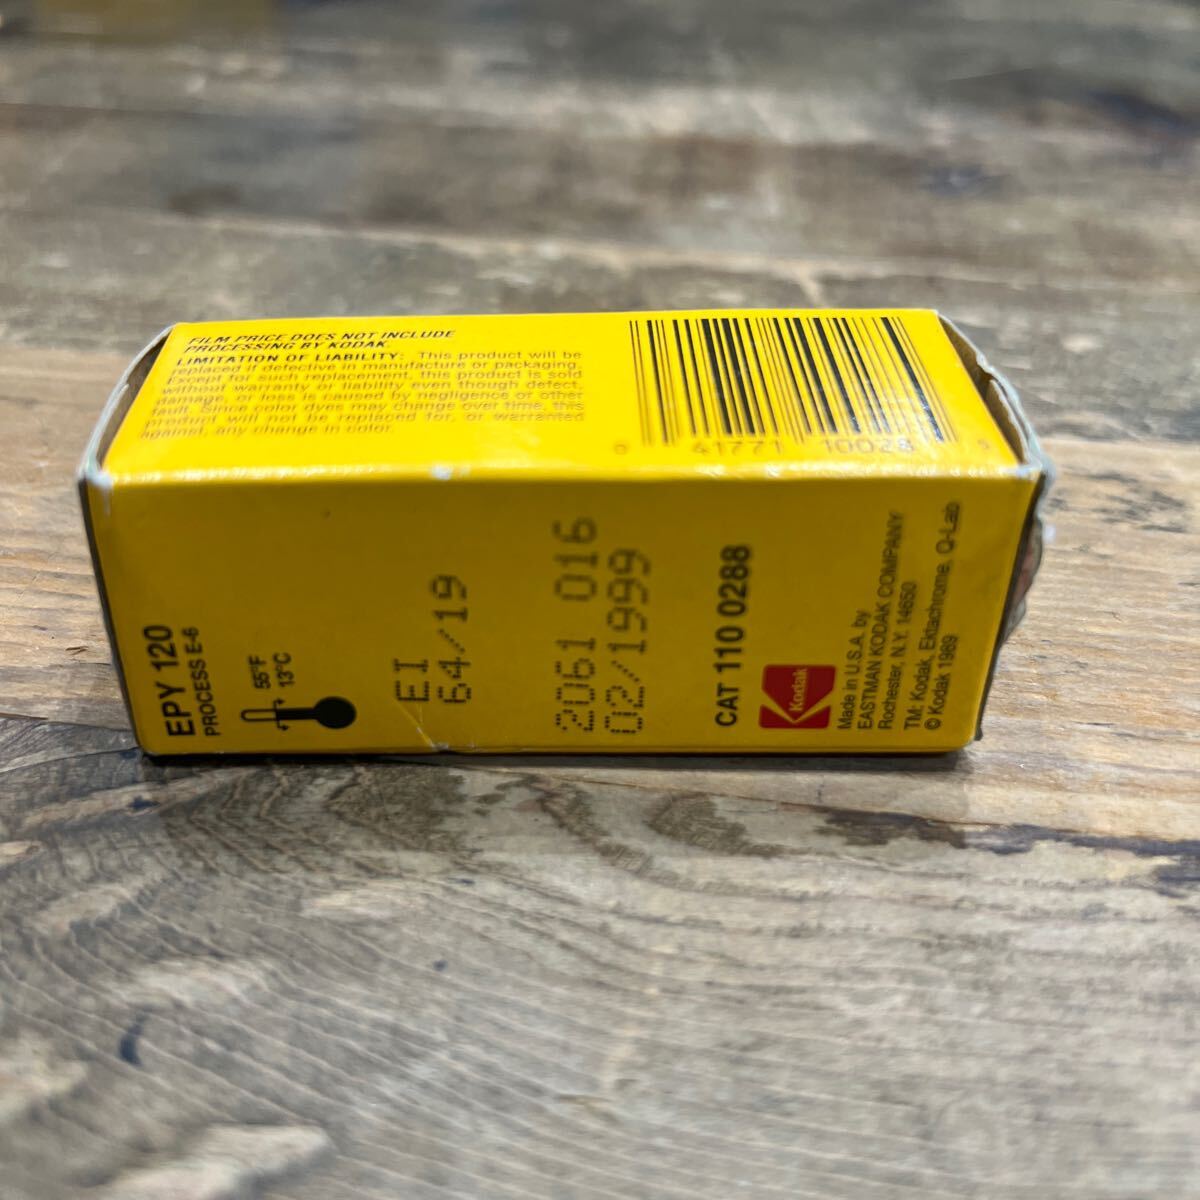 FILM PRICE DOES NOT INCLUDE
PROCESSING BY KODAK.
LIMITATION OF LIABILITY: This product will be
replaced if defective in manufacture or packaging.
Except for such replacement, this product is sold
without warranty or liability even though defect,
damage, or loss is caused by negligence or other
fault. Since color dyes may change over time, this
product will not be replaced for, or warranted
against, any change in color.
0 41771 10028 9
EPY 120
PROCESS E-6
55°F
13°C
EI
64/19
2061 016
02/1999
CAT 110 0288
Kodak
Made in U.S.A. by
EASTMAN KODAK COMPANY
Rochester, N.Y. 14650
TM: Kodak, Ektachrome, Q-Lab
© Kodak 1989